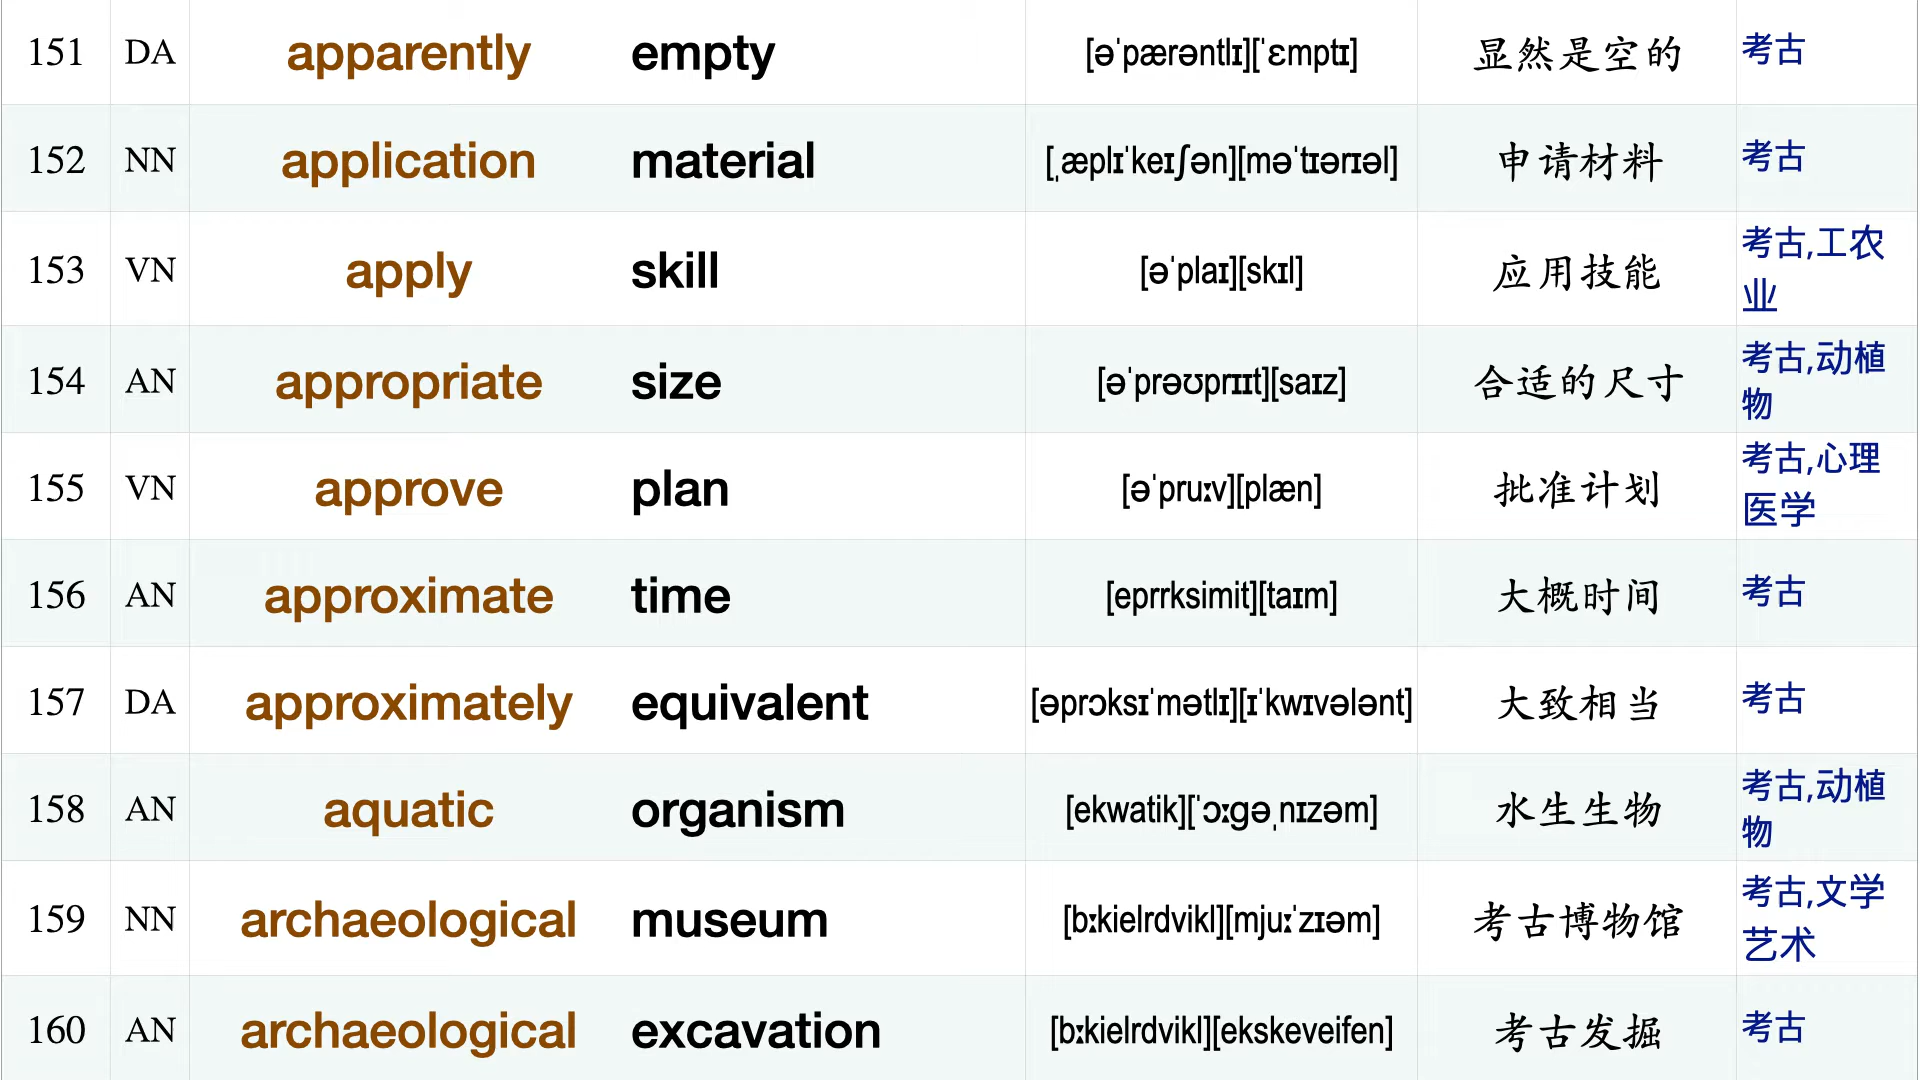 151 DA apparently empty [əˈpærəntlɪ][ˈɛmptɪ] 显然是空的 考古
152 NN application material [ˌæplɪˈkeɪʃən][məˈtɪərɪəl] 申请材料 考古
153 VN apply skill [əˈplaɪ][skɪl] 应用技能 考古,工农
业
154 AN appropriate size [əˈprəʊprɪɪt][saɪz] 合适的尺寸 考古,动植
物
155 VN approve plan [əˈpruːv][plæn] 批准计划 考古,心理
医学
156 AN approximate time [eprrksimit][taɪm] 大概时间 考古
157 DA approximately equivalent [əprɔksɪˈmətlɪ][ɪˈkwɪvələnt] 大致相当 考古
158 AN aquatic organism [ekwatik][ˈɔːgəˌnɪzəm] 水生生物 考古,动植
物
159 NN archaeological museum [bːkielrdvikl][mjuːˈzɪəm] 考古博物馆 考古,文学
艺术
160 AN archaeological excavation [bːkielrdvikl][ekskeveifen] 考古发掘 考古